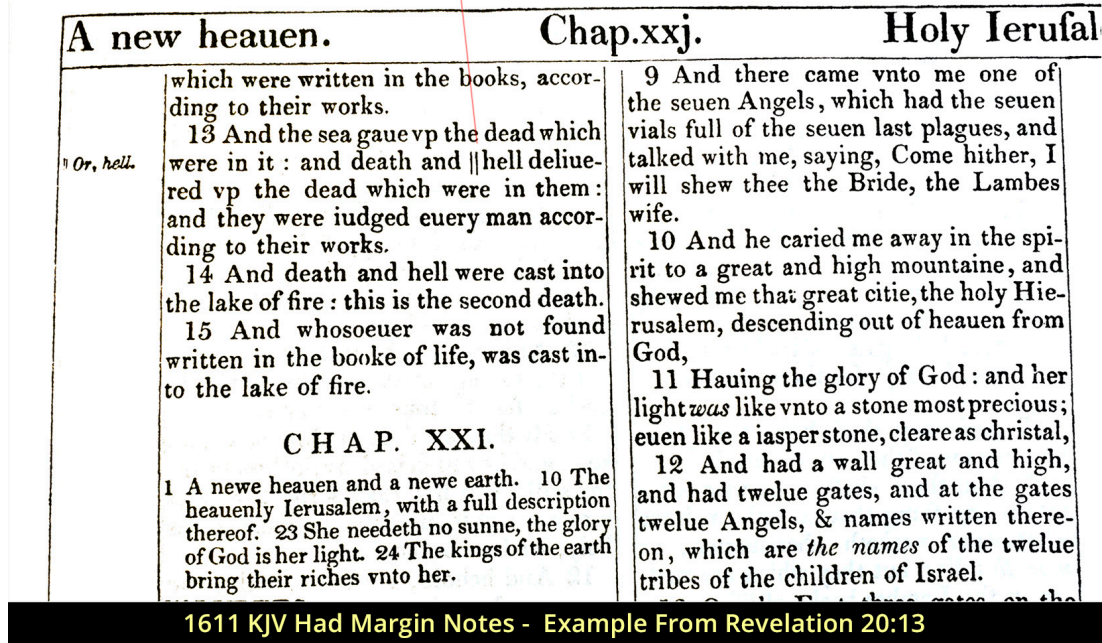 A new heauen.
Chap.xxj.
Holy Ierusal
which were written in the books, accor-
ding to their works.
13 And the sea gaue vp the dead which
were in it : and death and ||hell deliue-
red vp the dead which were in them :
and they were iudged euery man accor-
ding to their works.
14 And death and hell were cast into
the lake of fire : this is the second death.
15 And whosoeuer was not found
written in the booke of life, was cast in-
to the lake of fire.
|| Or, hell.
CHAP. XXI.
1 A newe heauen and a newe earth. 10 The
heauenly Ierusalem, with a full description
thereof. 23 She needeth no sunne, the glory
of God is her light. 24 The kings of the earth
bring their riches vnto her.
9 And there came vnto me one of
the seuen Angels, which had the seuen
vials full of the seuen last plagues, and
talked with me, saying, Come hither, I
will shew thee the Bride, the Lambes
wife.
10 And he caried me away in the spi-
rit to a great and high mountaine, and
shewed me that great citie, the holy Hie-
rusalem, descending out of heauen from
God,
11 Hauing the glory of God : and her
light was like vnto a stone most precious;
euen like a iasper stone, cleare as christal,
12 And had a wall great and high,
and had twelue gates, and at the gates
twelue Angels, & names written there-
on, which are the names of the twelue
tribes of the children of Israel.
1611 KJV Had Margin Notes - Example From Revelation 20:13